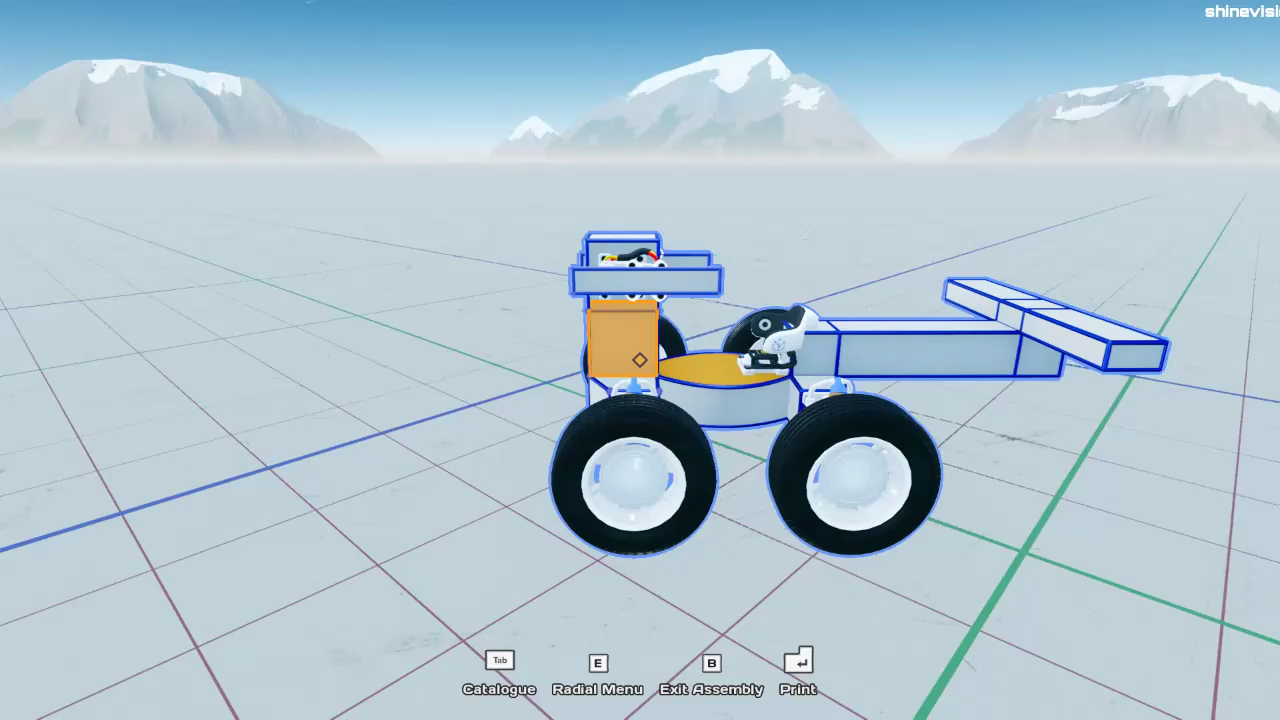 shinevisi
Tab
E
B
Catalogue
Radial Menu
Exit Assembly
Print